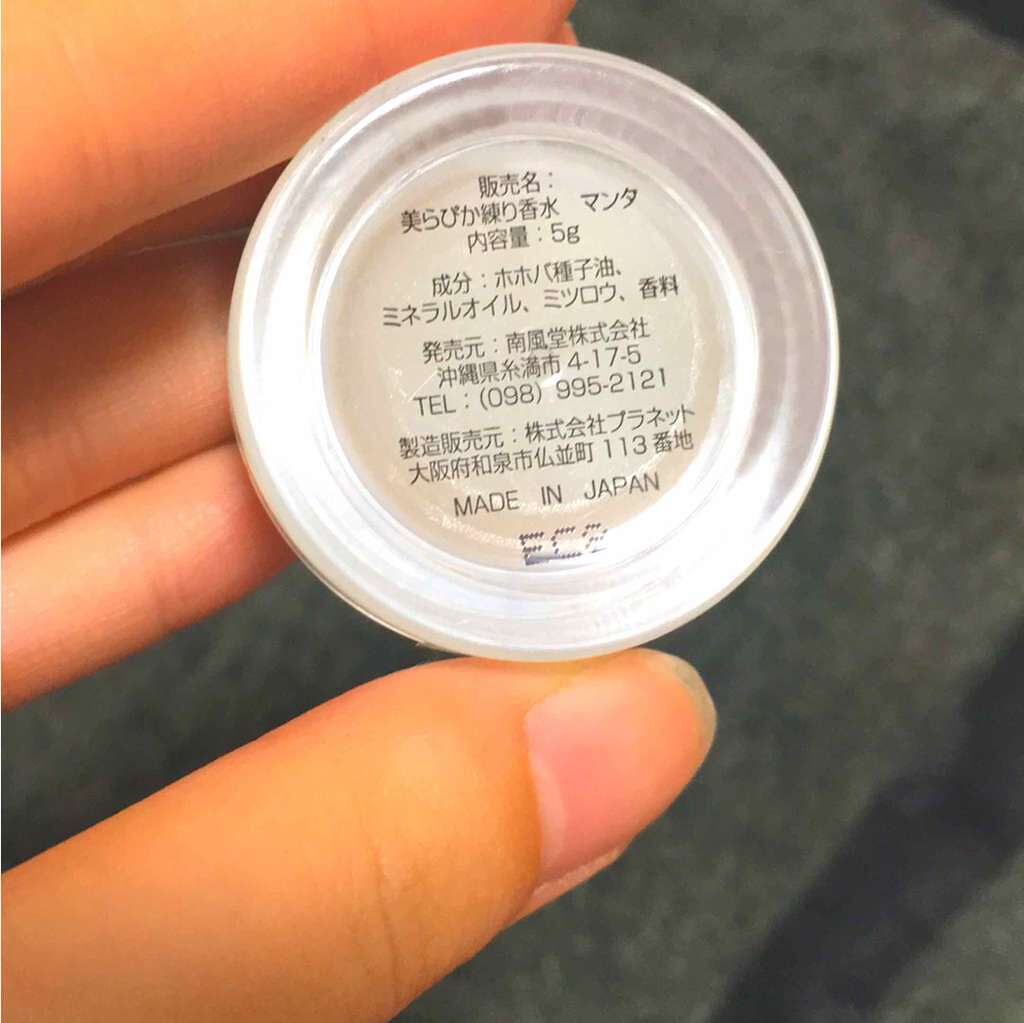 販売名：
美らぴか練り香水　マンタ
内容量：5g
成分：ホホバ種子油、
ミネラルオイル、ミツロウ、香料
発売元：南風堂株式会社
沖縄県糸満市 4-17-5
TEL：（098）995-2121
製造販売元：株式会社プラネット
大阪府和泉市仏並町 113 番地
MADE IN JAPAN